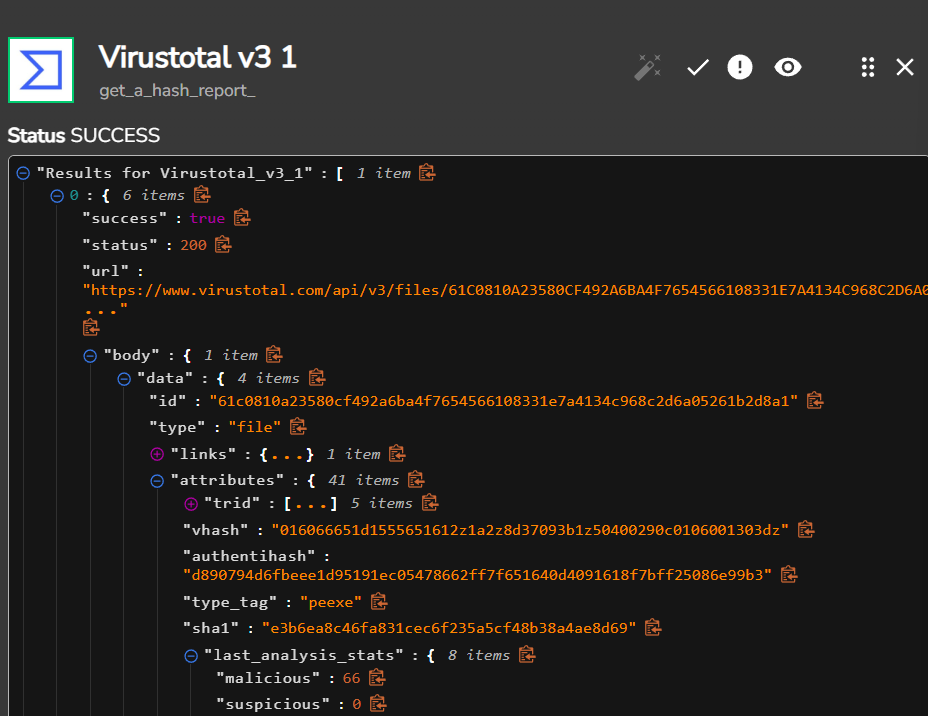 Virustotal v3 1
get_a_hash_report_
Status SUCCESS
"Results for Virustotal_v3_1" : [ 1 item
0 : { 6 items
"success" : true
"status" : 200
"url" :
"https://www.virustotal.com/api/v3/files/61C0810A23580CF492A6BA4F7654566108331E7A4134C968C2D6A0
..."
"body" : { 1 item
"data" : { 4 items
"id" : "61c0810a23580cf492a6ba4f7654566108331e7a4134c968c2d6a05261b2d8a1"
"type" : "file"
"links" : {...} 1 item
"attributes" : { 41 items
"trid" : [...] 5 items
"vhash" : "016066651d1555651612z1a2z8d37093b1z50400290c0106001303dz"
"authentihash" :
"d890794d6fbeee1d95191ec05478662ff7f651640d4091618f7bff25086e99b3"
"type_tag" : "peexe"
"sha1" : "e3b6ea8c46fa831cec6f235a5cf48b38a4ae8d69"
"last_analysis_stats" : { 8 items
"malicious" : 66
"suspicious" : 0